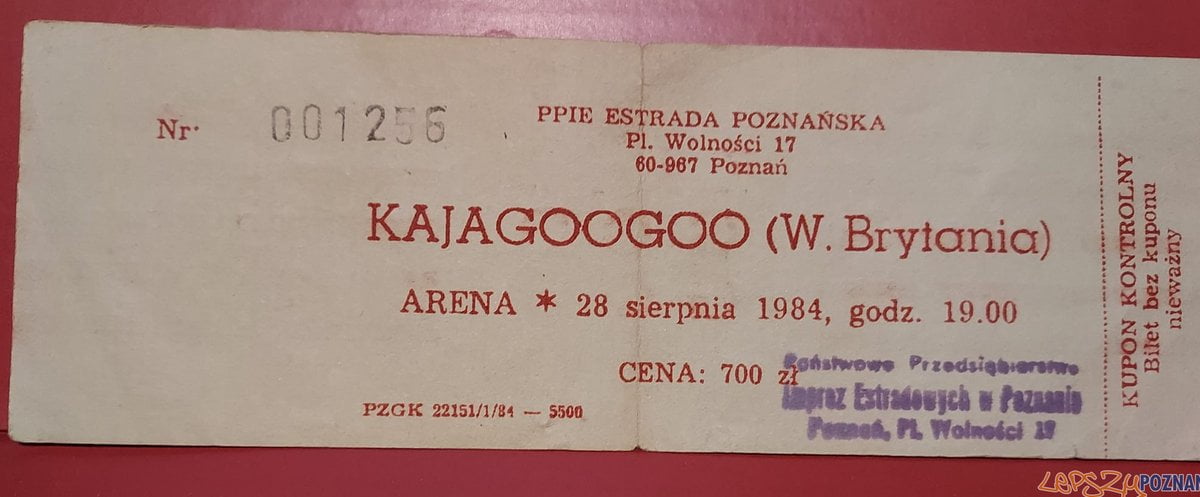 Nr. 001256
PPIE ESTRADA POZNAŃSKA
Pl. Wolności 17
60-967 Poznań
KAJAGOOGOO (W. Brytania)
ARENA * 28 sierpnia 1984, godz. 19.00
CENA: 700 zł
PZGK 22151/1/84 — 5500
Państwowe Przedsiębiorstwo
Imprez Estradowych w Poznaniu
Poznań, Pl. Wolności 17
KUPON KONTROLNY
Bilet bez kuponu
nieważny
LEPSZYPOZNAN